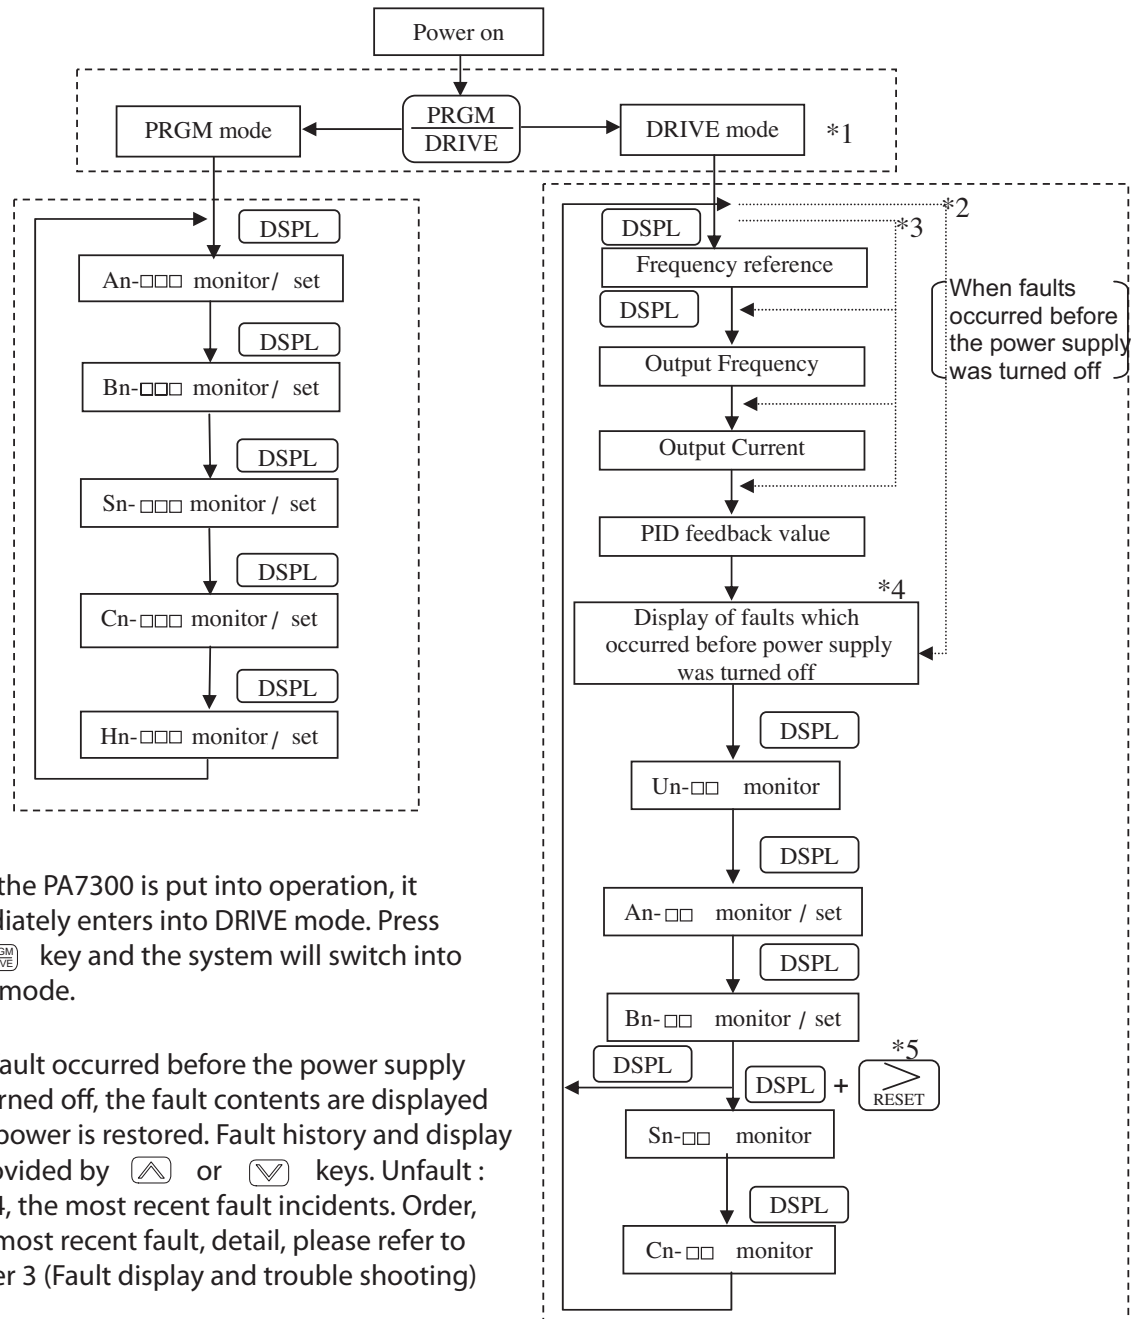 Power on
PRGM mode
PRGM
DRIVE
DRIVE mode
*1
DSPL
An-□□□ monitor/ set
DSPL
Bn-□□□ monitor/ set
DSPL
Sn-□□□ monitor / set
DSPL
Cn-□□□ monitor / set
DSPL
Hn-□□□ monitor/ set
*2
*3
DSPL
Frequency reference
DSPL
Output Frequency
Output Current
PID feedback value
When faults
occurred before
the power supply
was turned off
*4
Display of faults which
occurred before power supply
was turned off
DSPL
Un-□□ monitor
DSPL
An-□□ monitor / set
DSPL
Bn-□□ monitor / set
DSPL
DSPL + > RESET
*5
Sn-□□ monitor
DSPL
Cn-□□ monitor
the PA7300 is put into operation, it
diately enters into DRIVE mode. Press
key and the system will switch into
mode.
ault occurred before the power supply
rned off, the fault contents are displayed
power is restored. Fault history and display
ovided by or keys. Unfault :
4, the most recent fault incidents. Order,
most recent fault, detail, please refer to
er 3 (Fault display and trouble shooting)